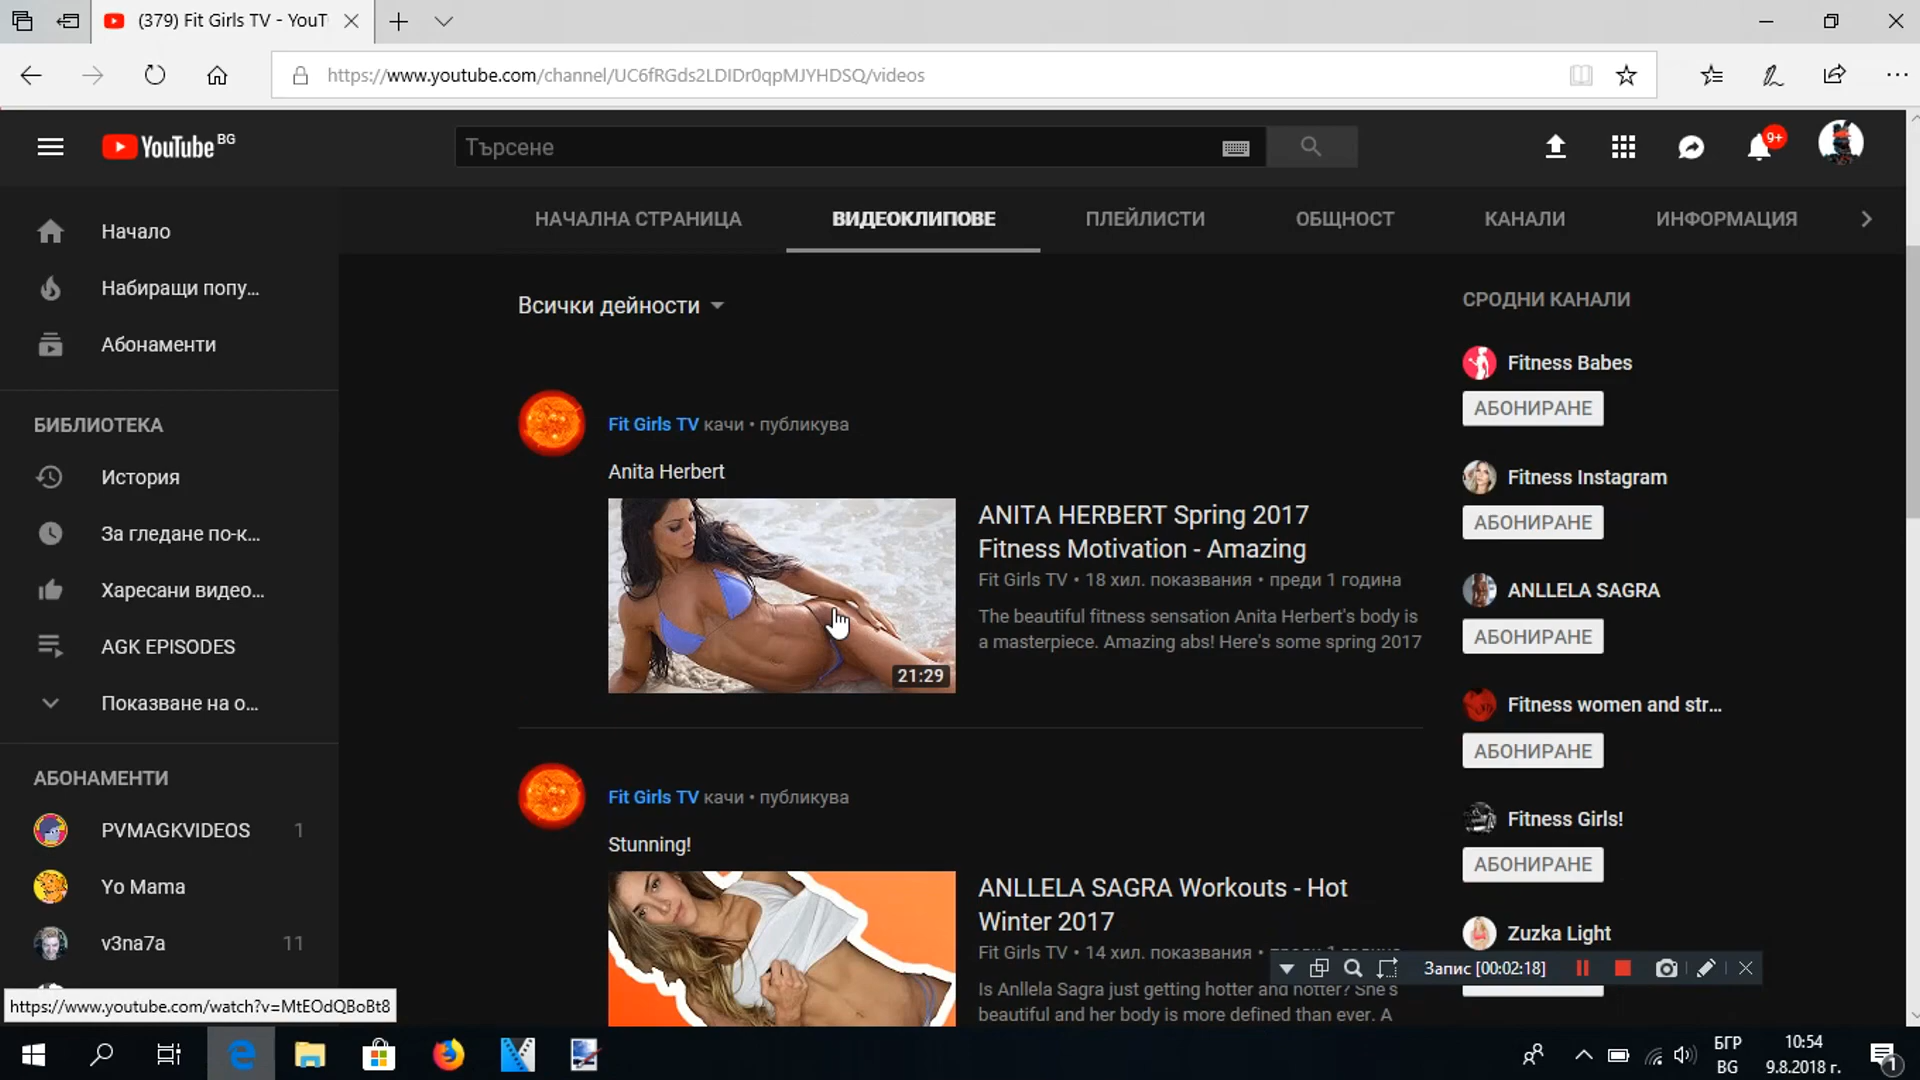 (379) Fit Girls TV - YouT
https://www.youtube.com/channel/UC6fRGds2LDIDr0qpMJYHDSQ/videos
YouTube BG
Търсене
9+
НАЧАЛНА СТРАНИЦА
ВИДЕОКЛИПОВЕ
ПЛЕЙЛИСТИ
ОБЩНОСТ
КАНАЛИ
ИНФОРМАЦИЯ
Начало
Набиращи попу...
Абонаменти
БИБЛИОТЕКА
История
За гледане по-к...
Харесани видео...
AGK EPISODES
Показване на о...
АБОНАМЕНТИ
PVMAGKVIDEOS 1
Yo Mama
v3na7a 11
https://www.youtube.com/watch?v=MtEOdQBoBt8
Всички дейности
Fit Girls TV качи • публикува
Anita Herbert
21:29
ANITA HERBERT Spring 2017
Fitness Motivation - Amazing
Fit Girls TV • 18 хил. показвания • преди 1 година
The beautiful fitness sensation Anita Herbert's body is
a masterpiece. Amazing abs! Here's some spring 2017
Fit Girls TV качи • публикува
Stunning!
ANLLELA SAGRA Workouts - Hot
Winter 2017
Fit Girls TV • 14 хил. показвания • преди 1 година
Is Anllela Sagra just getting hotter and hotter? She's
beautiful and her body is more defined than ever. A
СРОДНИ КАНАЛИ
Fitness Babes
АБОНИРАНЕ
Fitness Instagram
АБОНИРАНЕ
ANLLELA SAGRA
АБОНИРАНЕ
Fitness women and str...
АБОНИРАНЕ
Fitness Girls!
АБОНИРАНЕ
Zuzka Light
Запис [00:02:18]
БГР
BG
10:54
9.8.2018 г.
1